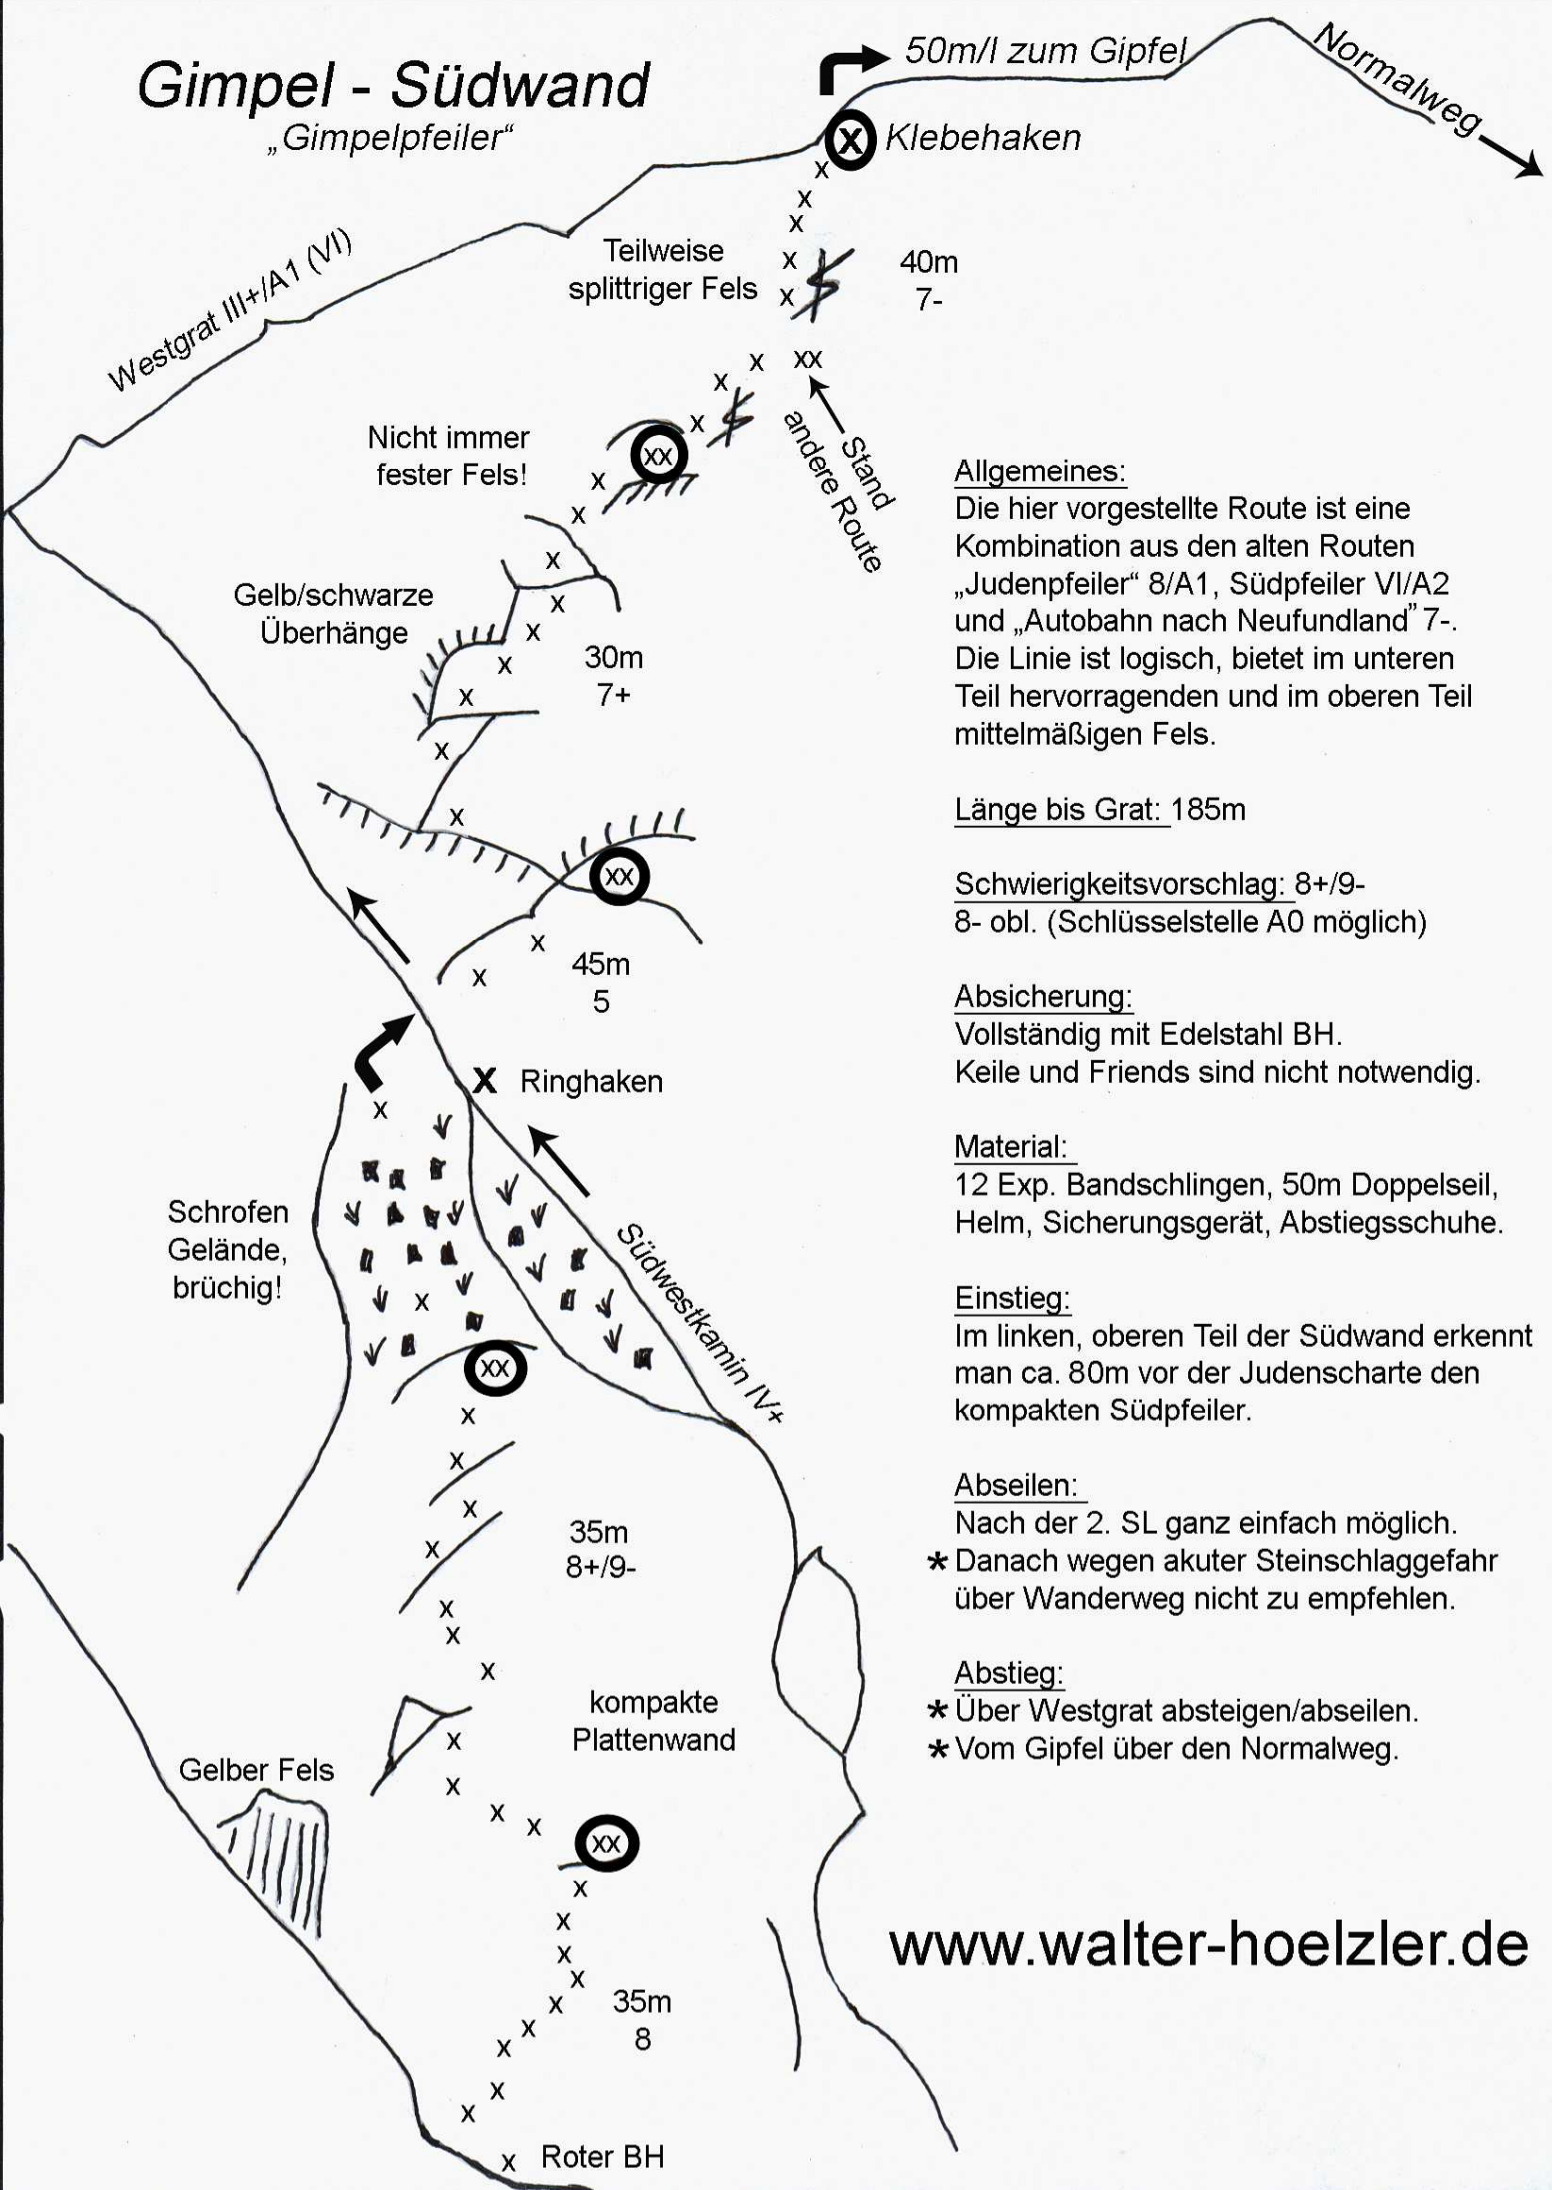 Gimpel - Südwand
„Gimpelpfeiler“
50m/I zum Gipfel
Normalweg
Klebehaken
Westgrat III+/A1 (VI)
Teilweise
splittriger Fels
40m
7-
Stand
andere Route
Nicht immer
fester Fels!
Gelb/schwarze
Überhänge
30m
7+
45m
5
Ringhaken
Schrofen
Gelände,
brüchig!
Südwestkamin IV+
35m
8+/9-
kompakte
Plattenwand
Gelber Fels
35m
8
Roter BH
Allgemeines:
Die hier vorgestellte Route ist eine
Kombination aus den alten Routen
„Judenpfeiler“ 8/A1, Südpfeiler VI/A2
und „Autobahn nach Neufundland” 7-.
Die Linie ist logisch, bietet im unteren
Teil hervorragenden und im oberen Teil
mittelmäßigen Fels.
Länge bis Grat: 185m
Schwierigkeitsvorschlag: 8+/9-
8- obl. (Schlüsselstelle A0 möglich)
Absicherung:
Vollständig mit Edelstahl BH.
Keile und Friends sind nicht notwendig.
Material:
12 Exp. Bandschlingen, 50m Doppelseil,
Helm, Sicherungsgerät, Abstiegsschuhe.
Einstieg:
Im linken, oberen Teil der Südwand erkennt
man ca. 80m vor der Judenscharte den
kompakten Südpfeiler.
Abseilen:
Nach der 2. SL ganz einfach möglich.
* Danach wegen akuter Steinschlaggefahr
über Wanderweg nicht zu empfehlen.
Abstieg:
* Über Westgrat absteigen/abseilen.
* Vom Gipfel über den Normalweg.
www.walter-hoelzler.de